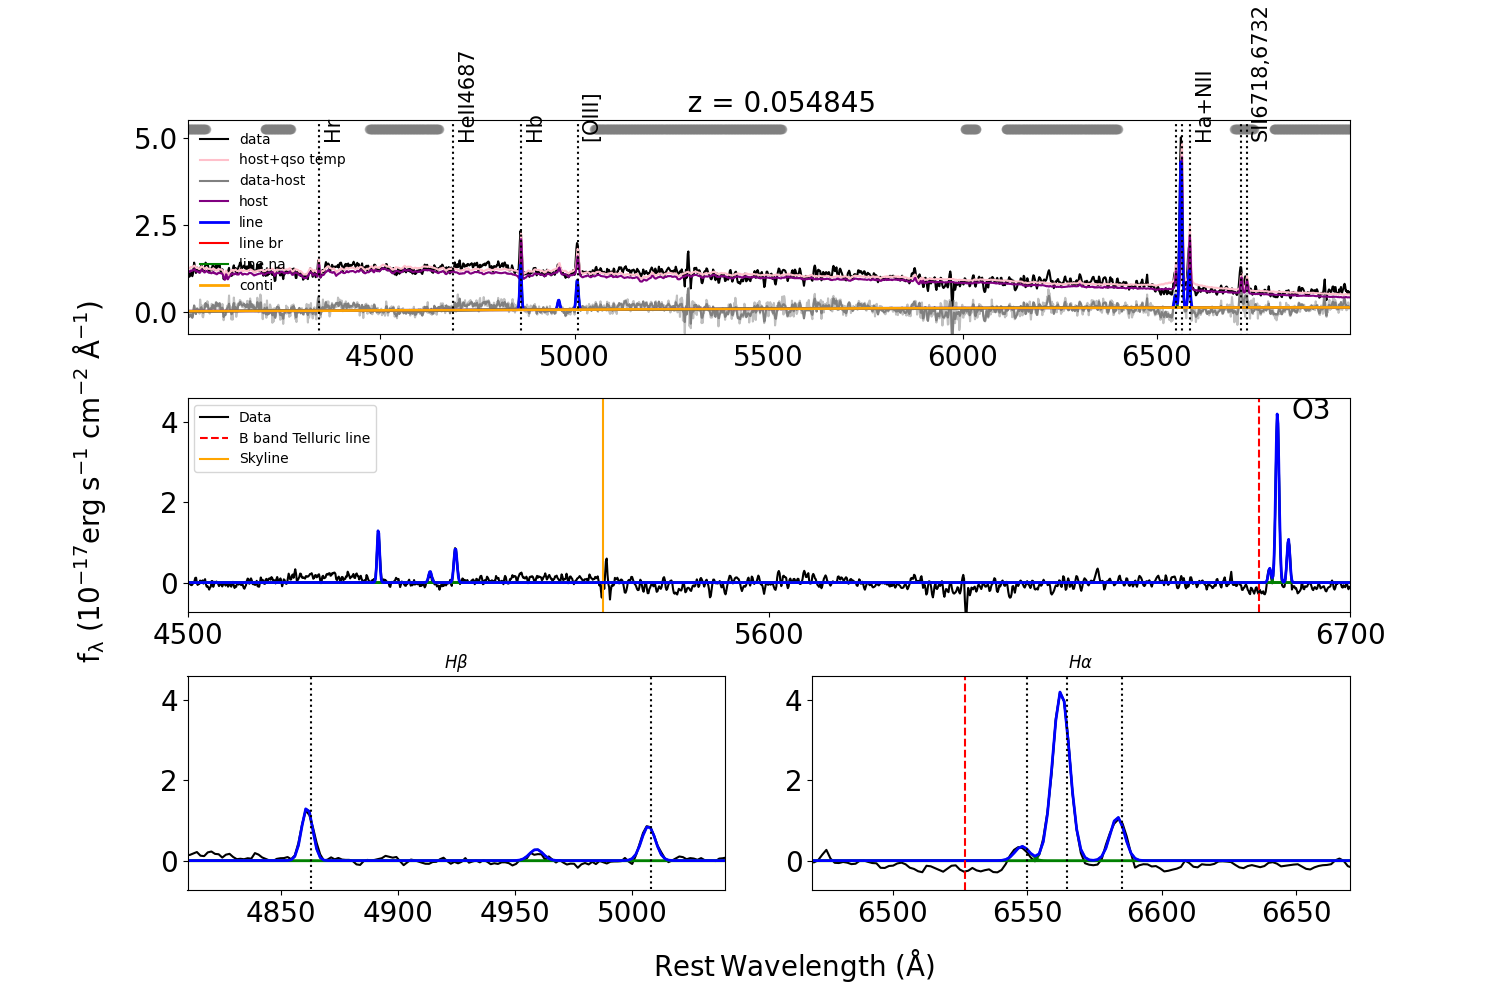 z = 0.054845
Hr
HeII4687
Hb
[OIII]
Ha+NII
SII6718,6732
data
host+qso temp
data-host
host
line
line br
line na
conti
5.0
2.5
0.0
4500 5000 5500 6000 6500
fλ (10⁻¹⁷erg s⁻¹ cm⁻² Å⁻¹)
Data
B band Telluric line
Skyline
O3
4
2
0
4500 5600 6700
Hβ
4
2
0
4850 4900 4950 5000
Hα
4
2
0
6500 6550 6600 6650
Rest Wavelength (Å)